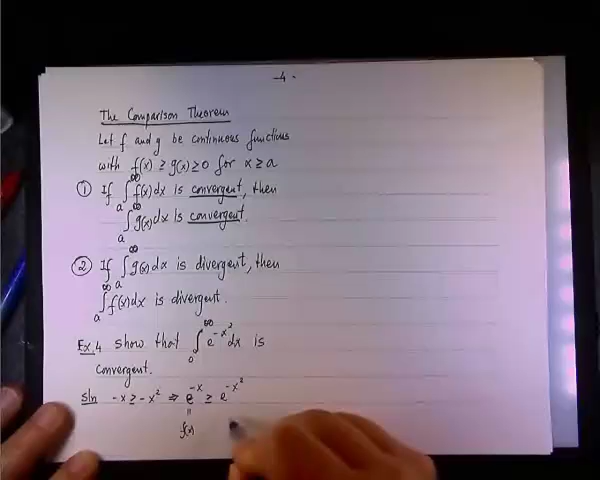 -4-
The Comparison Theorem
Let f and g be continuous functions
with f(x) ≥ g(x) ≥ 0 for x ≥ a
① If ∫_a^∞ f(x)dx is convergent, then
∫_a^∞ g(x)dx is convergent.
② If ∫_a^∞ g(x)dx is divergent, then
∫_a^∞ f(x)dx is divergent.
Ex.4 Show that ∫_0^∞ e^{-x^2}dx is
convergent.
Sln -x ≥ -x^2 ⇒ e^{-x} ≥ e^{-x^2}
=
f(x)